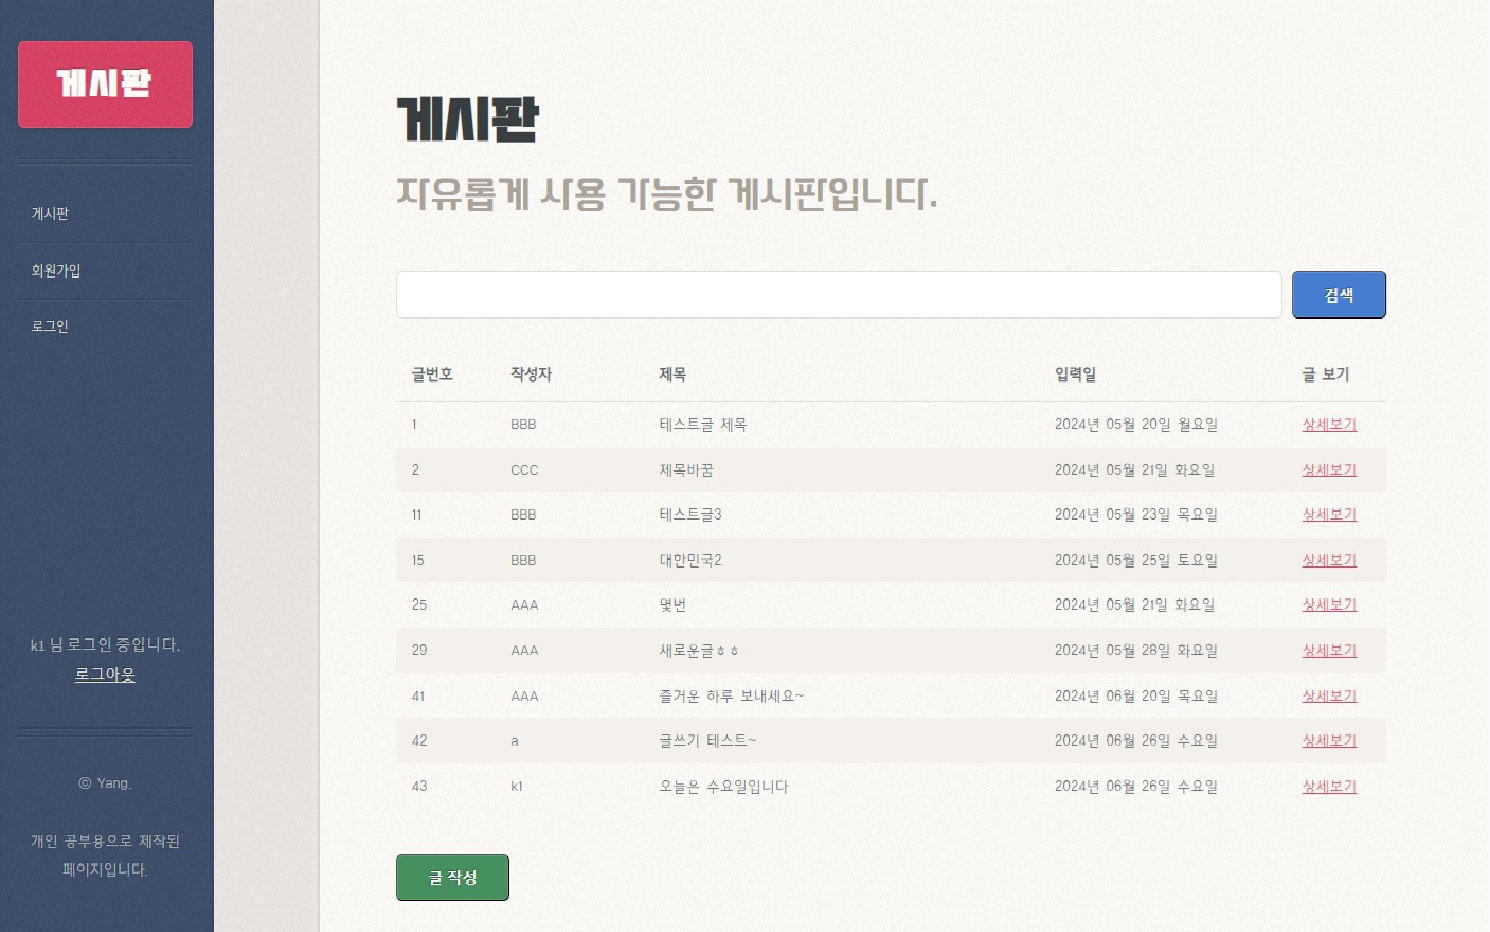 게시판
게시판
회원가입
로그인
k1 님 로그인 중입니다.
로그아웃
ⓒ Yang.
개인 공부용으로 제작된
페이지입니다.
게시판
자유롭게 사용 가능한 게시판입니다.
검색
글번호 작성자 제목 입력일 글 보기
1 BBB 테스트글 제목 2024년 05월 20일 월요일 상세보기
2 CCC 제목바꿈 2024년 05월 21일 화요일 상세보기
11 BBB 테스트글3 2024년 05월 23일 목요일 상세보기
15 BBB 대한민국2 2024년 05월 25일 토요일 상세보기
25 AAA 몇번 2024년 05월 21일 화요일 상세보기
29 AAA 새로운글ㅎㅎ 2024년 05월 28일 화요일 상세보기
41 AAA 즐거운 하루 보내세요~ 2024년 06월 20일 목요일 상세보기
42 a 글쓰기 테스트~ 2024년 06월 26일 수요일 상세보기
43 k1 오늘은 수요일입니다 2024년 06월 26일 수요일 상세보기
글 작성